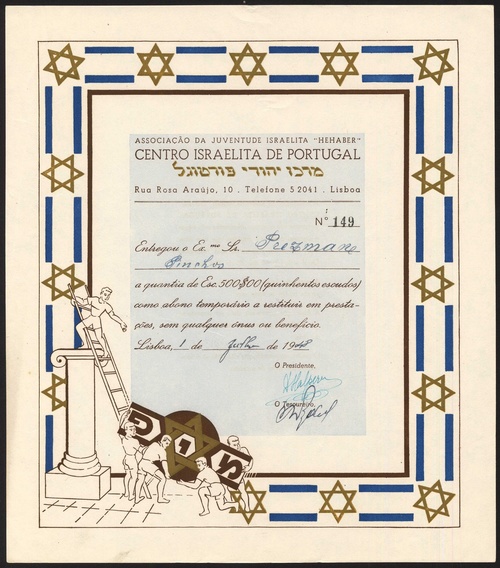 ASSOCIAÇÃO DA JUVENTUDE ISRAELITA "HEHABER"
CENTRO ISRAELITA DE PORTUGAL
מרכז יהודי פורטוגל
Rua Rosa Araújo, 10 . Telefone 5 2041 . Lisboa
Nº 149
Entregou o Ex.mo Sr. Prezmane
Pinchos
a quantia de Esc. 500$00 (quinhentos escudos)
como abono temporário a restituir em presta-
ções, sem qualquer ónus ou benefício.
Lisboa, 1 de Julho de 1948
O Presidente,
O Tesoureiro,